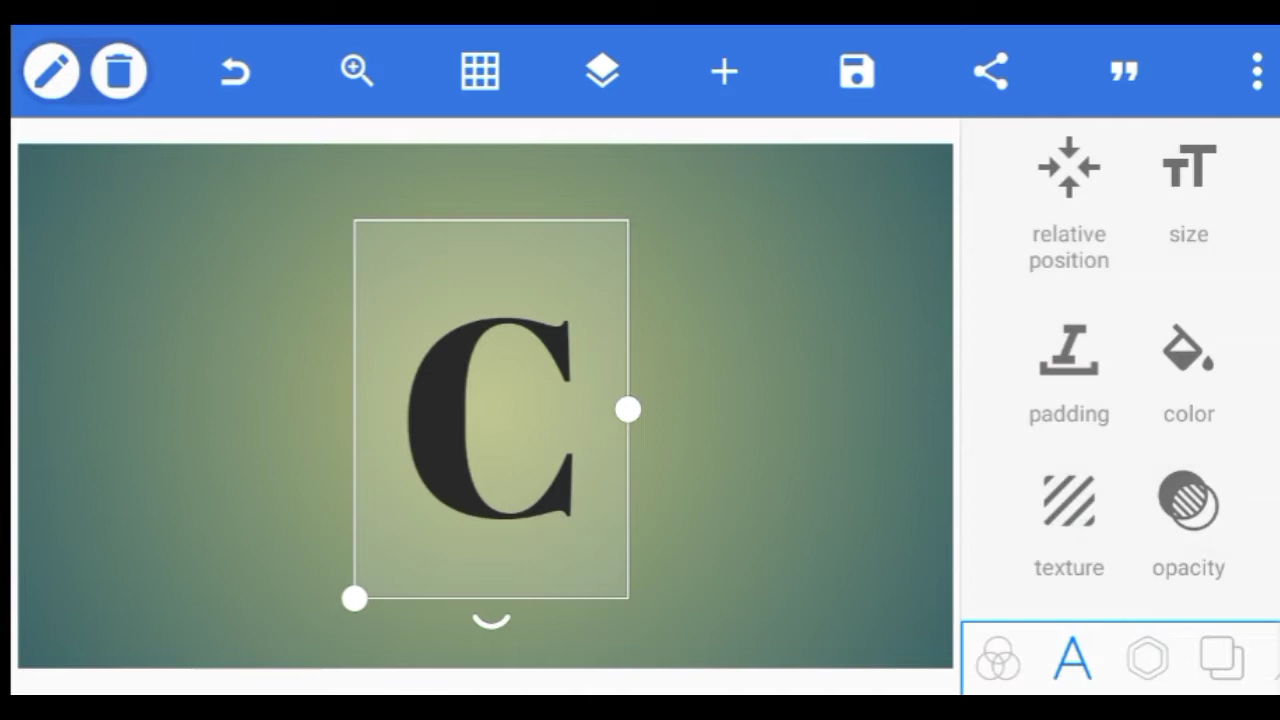 relative size
position
C
padding color
texture opacity